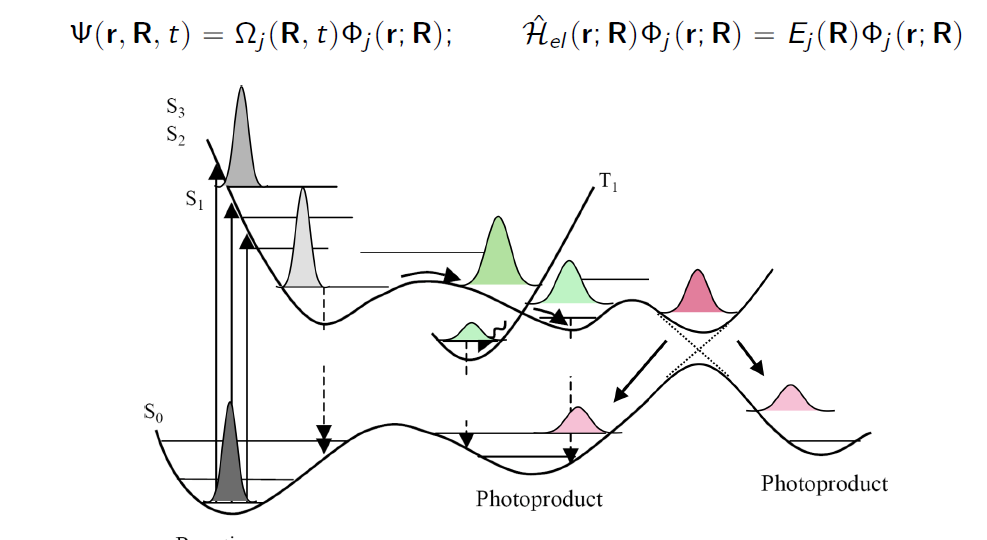 Ψ(r, R, t) = Ω_j(R, t)Φ_j(r; R);   Ĥ_el(r; R)Φ_j(r; R) = E_j(R)Φ_j(r; R)
S₃
S₂
T₁
S₁
S₀
Photoproduct
Photoproduct